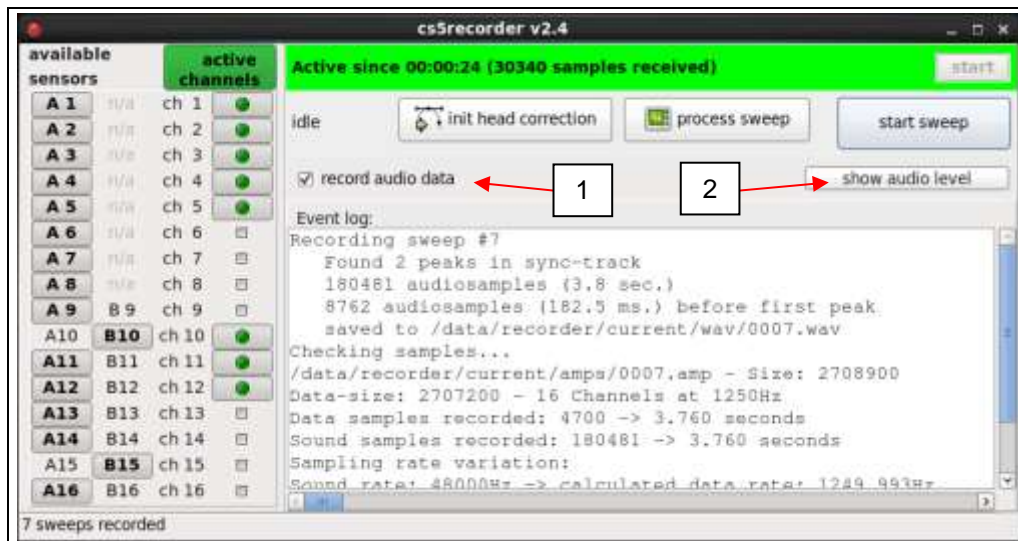 cs5recorder v2.4
available sensors
active channels
Active since 00:00:24 (30340 samples received)
start
A 1 n/a ch 1
A 2 n/a ch 2
A 3 n/a ch 3
A 4 n/a ch 4
A 5 n/a ch 5
A 6 n/a ch 6
A 7 n/a ch 7
A 8 n/a ch 8
A 9 B 9 ch 9
A10 B10 ch 10
A11 B11 ch 11
A12 B12 ch 12
A13 B13 ch 13
A14 B14 ch 14
A15 B15 ch 15
A16 B16 ch 16
idle
init head correction
process sweep
start sweep
record audio data
1
2
show audio level
Event log:
Recording sweep #7
Found 2 peaks in sync-track
180481 audiosamples (3.8 sec.)
8762 audiosamples (182.5 ms.) before first peak
saved to /data/recorder/current/wav/0007.wav
Checking samples...
/data/recorder/current/amps/0007.amp - Size: 2708900
Data-size: 2707200 - 16 Channels at 1250Hz
Data samples recorded: 4700 -> 3.760 seconds
Sound samples recorded: 180481 -> 3.760 seconds
Sampling rate variation:
Sound rate: 48000Hz -> calculated data rate: 1249.993Hz
7 sweeps recorded